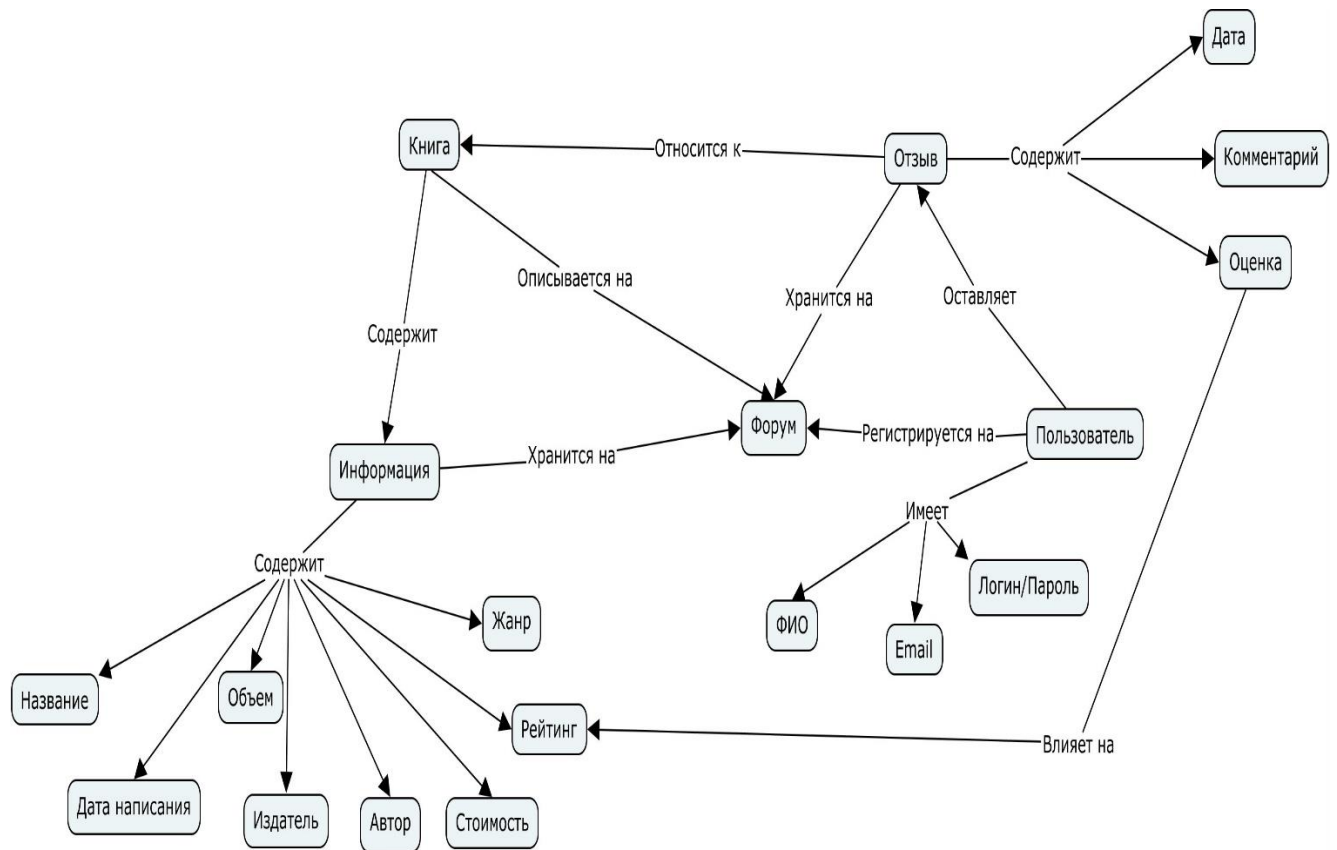 Дата
Книга
Относится к
Отзыв
Содержит
Комментарий
Оценка
Описывается на
Хранится на
Оставляет
Содержит
Форум
Регистрируется на
Пользователь
Информация
Хранится на
Имеет
Содержит
Логин/Пароль
Жанр
ФИО
Email
Название
Объем
Рейтинг
Влияет на
Дата написания
Издатель
Автор
Стоимость